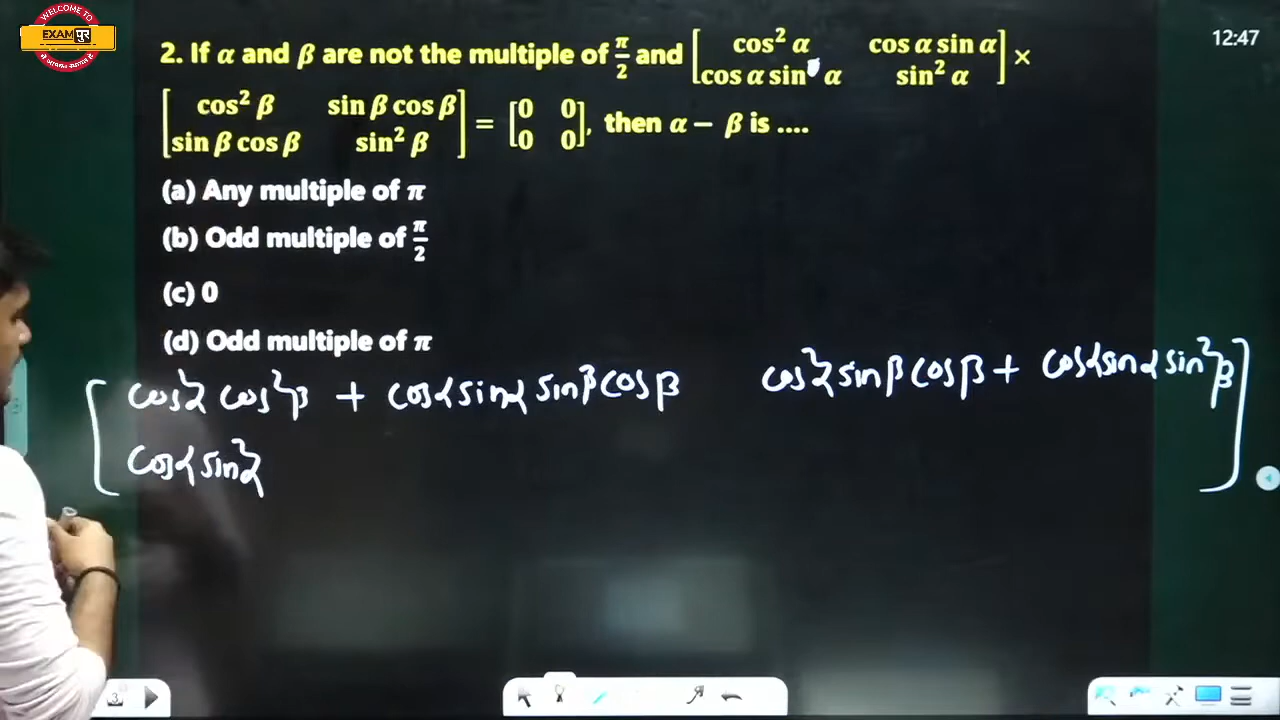 WELCOME TO
EXAM पुर
12:47
2. If α and β are not the multiple of π/2 and [cos² α cos α sin α
cos α sin α sin² α] ×
[cos² β sin β cos β
sin β cos β sin² β] = [0 0
0 0], then α − β is ....
(a) Any multiple of π
(b) Odd multiple of π/2
(c) 0
(d) Odd multiple of π
[cos²α cos²β + cosα sinα sinβ cosβ cos²α sinβ cosβ + cosα sinα sin²β
cosα sin²α ]